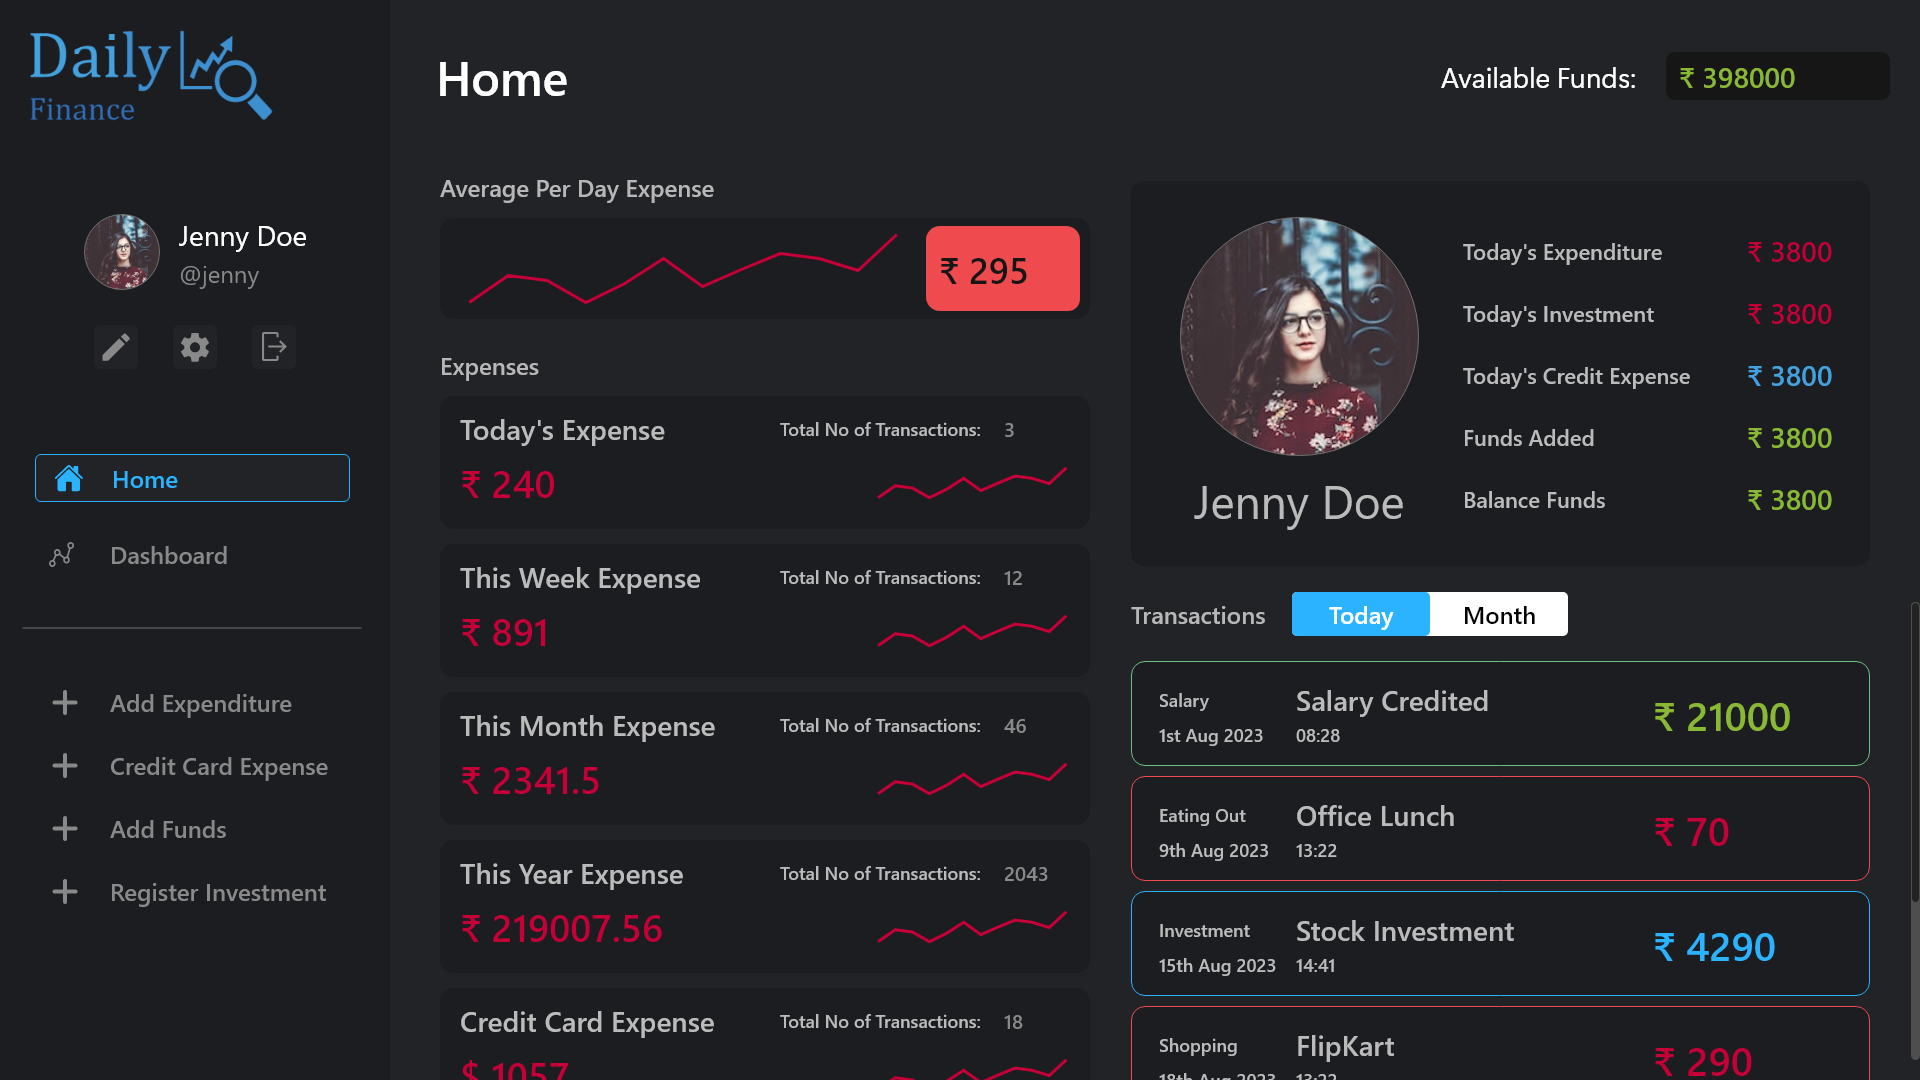 Daily
Finance
Jenny Doe
@jenny
Home
Dashboard
Add Expenditure
Credit Card Expense
Add Funds
Register Investment
Home
Available Funds: ₹ 398000
Average Per Day Expense
₹ 295
Expenses
Today's Expense Total No of Transactions: 3
₹ 240
This Week Expense Total No of Transactions: 12
₹ 891
This Month Expense Total No of Transactions: 46
₹ 2341.5
This Year Expense Total No of Transactions: 2043
₹ 219007.56
Credit Card Expense Total No of Transactions: 18
$ 1057
Jenny Doe
Today's Expenditure ₹ 3800
Today's Investment ₹ 3800
Today's Credit Expense ₹ 3800
Funds Added ₹ 3800
Balance Funds ₹ 3800
Transactions Today Month
Salary Salary Credited ₹ 21000
1st Aug 2023 08:28
Eating Out Office Lunch ₹ 70
9th Aug 2023 13:22
Investment Stock Investment ₹ 4290
15th Aug 2023 14:41
Shopping FlipKart ₹ 290
18th Aug 2023 13:22